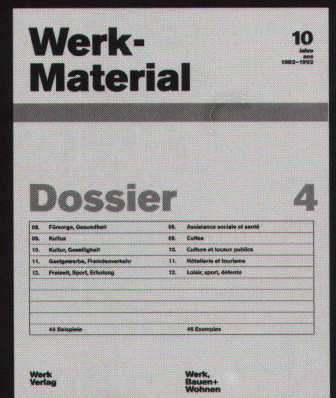 Werk-
Material
10
Jahre
ans
1982–1992
Dossier 4
08. Fürsorge, Gesundheit 08. Assistance sociale et santé
09. Kultus 09. Cultes
10. Kultur, Geselligkeit 10. Culture et locaux publics
11. Gastgewerbe, Fremdenverkehr 11. Hôtellerie et tourisme
12. Freizeit, Sport, Erholung 12. Loisir, sport, détente
46 Beispiele 46 Examples
Werk
Verlag
Werk,
Bauen+
Wohnen